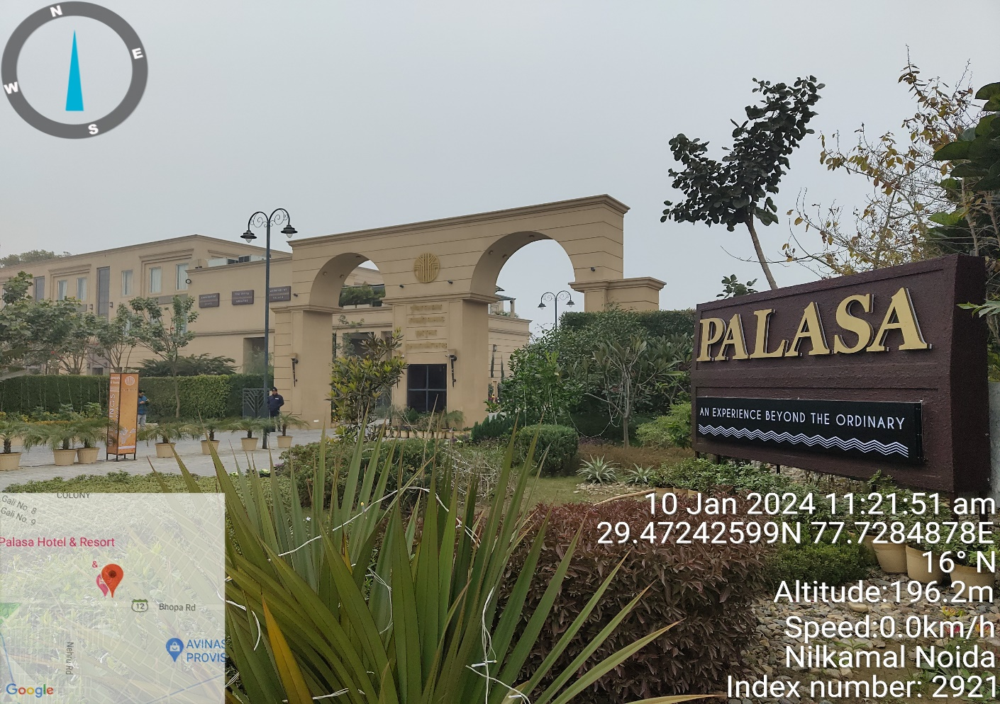 N
E
W
S
PALASA
AN EXPERIENCE BEYOND THE ORDINARY
COLONY
Gali No. 8
Gali No. 9
Palasa Hotel & Resort
&
12
Bhopa Rd
Nehru Rd
AVINAS
PROVIS
Google
10 Jan 2024 11:21:51 am
29.47242599N 77.7284878E
16° N
Altitude:196.2m
Speed:0.0km/h
Nilkamal Noida
Index number: 2921